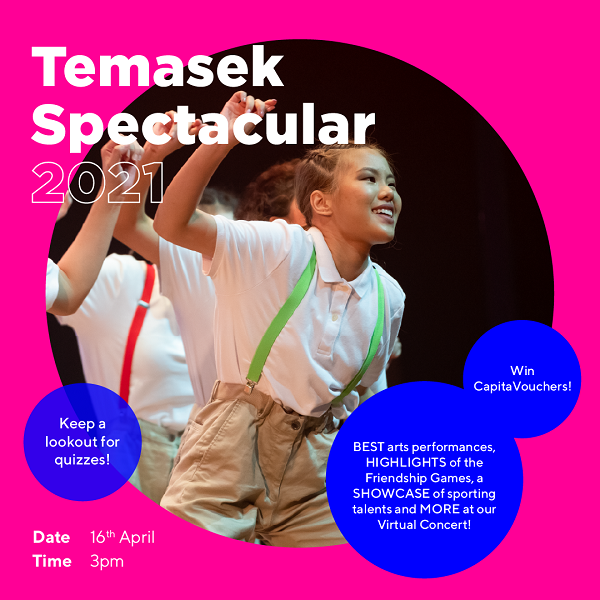 Temasek
Spectacular
2021
Win
CapitaVouchers!
Keep a
lookout for
quizzes!
BEST arts performances,
HIGHLIGHTS of the
Friendship Games, a
SHOWCASE of sporting
talents and MORE at our
Virtual Concert!
Date 16th April
Time 3pm